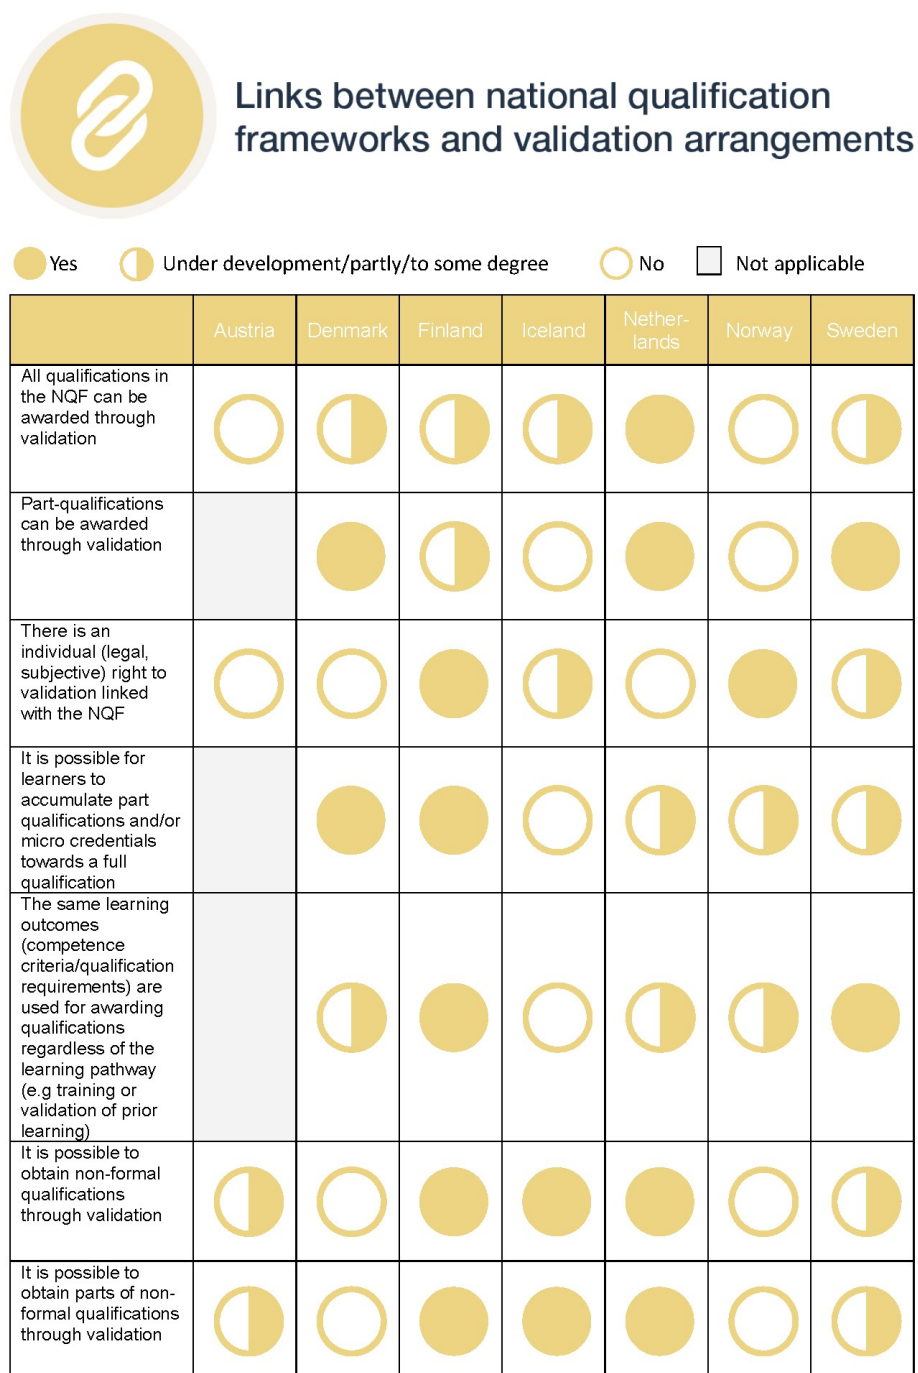 Links between national qualification
frameworks and validation arrangements
Yes Under development/partly/to some degree No Not applicable
Austria Denmark Finland Iceland Nether-
lands Norway Sweden
All qualifications in
the NQF can be
awarded through
validation
Part-qualifications
can be awarded
through validation
There is an
individual (legal,
subjective) right to
validation linked
with the NQF
It is possible for
learners to
accumulate part
qualifications and/or
micro credentials
towards a full
qualification
The same learning
outcomes
(competence
criteria/qualification
requirements) are
used for awarding
qualifications
regardless of the
learning pathway
(e.g training or
validation of prior
learning)
It is possible to
obtain non-formal
qualifications
through validation
It is possible to
obtain parts of non-
formal qualifications
through validation